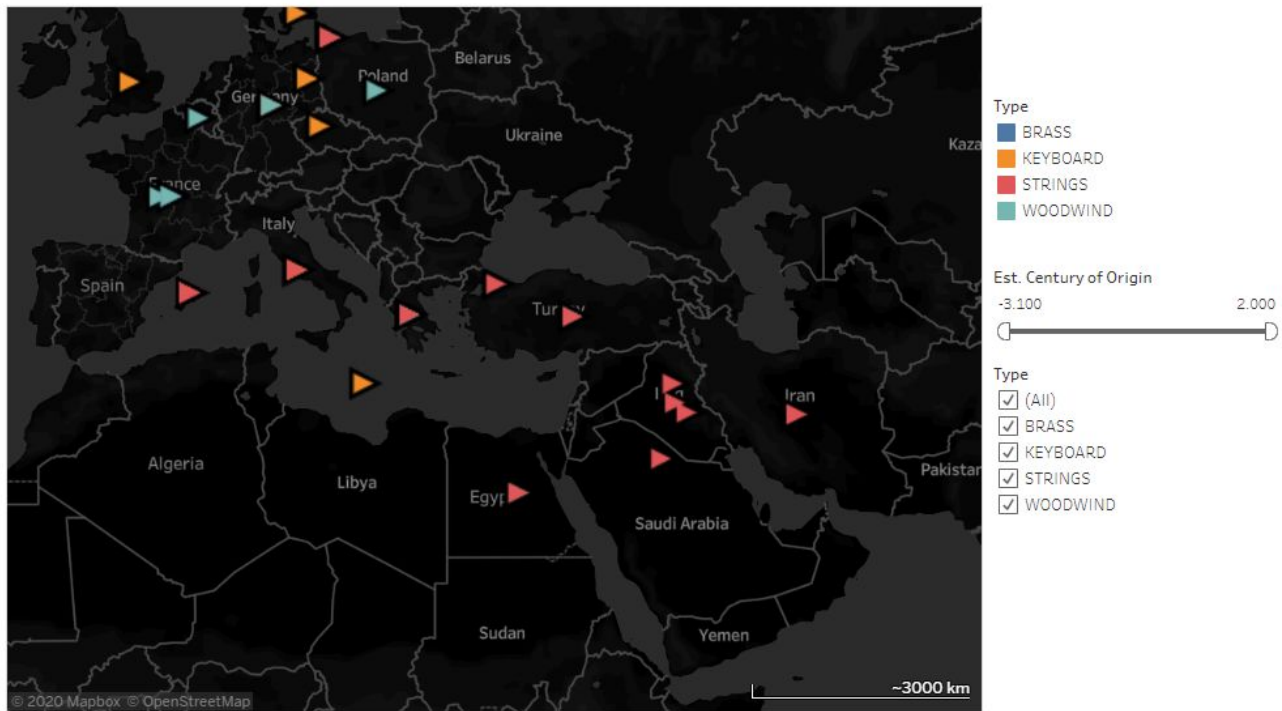 Belarus
Poland
Germany
Ukraine
Kaza
France
Italy
Spain
Turkey
Iran
Algeria
Libya
Egyp
Pakistan
Saudi Arabia
Sudan
Yemen
© 2020 Mapbox © OpenStreetMap
~3000 km
Type
BRASS
KEYBOARD
STRINGS
WOODWIND
Est. Century of Origin
-3.100 2.000
Type
(All)
BRASS
KEYBOARD
STRINGS
WOODWIND